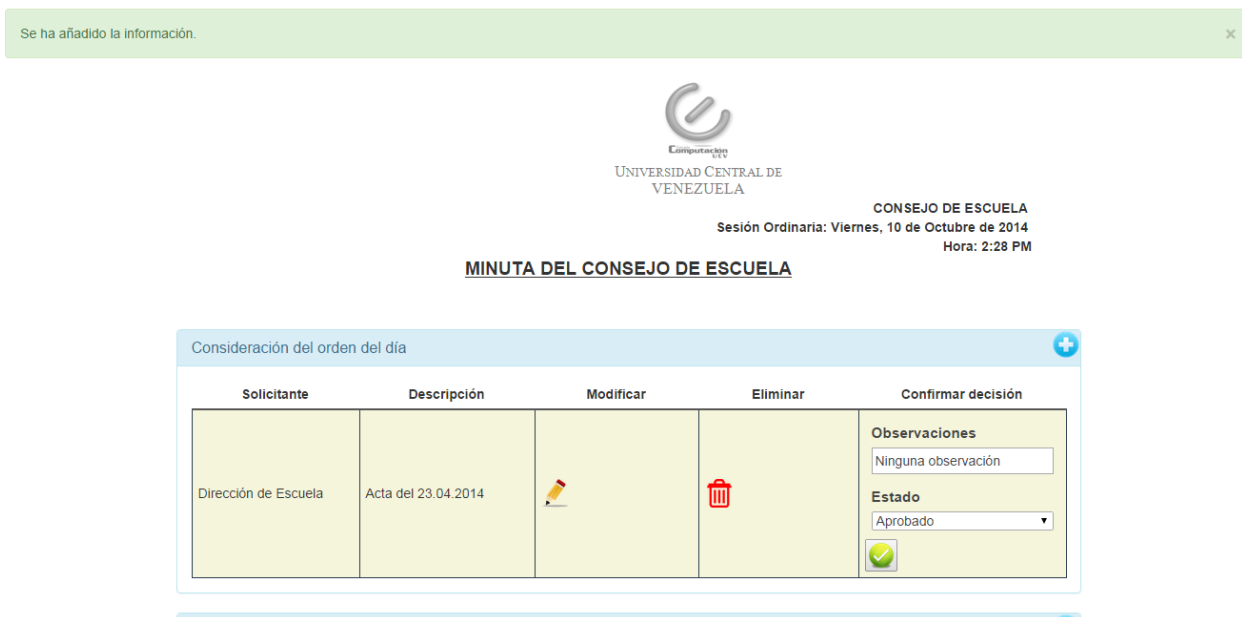 Se ha añadido la información.
×
Computación
UCV
UNIVERSIDAD CENTRAL DE
VENEZUELA
CONSEJO DE ESCUELA
Sesión Ordinaria: Viernes, 10 de Octubre de 2014
Hora: 2:28 PM
MINUTA DEL CONSEJO DE ESCUELA
Consideración del orden del día
Solicitante Descripción Modificar Eliminar Confirmar decisión
Dirección de Escuela Acta del 23.04.2014
Observaciones
Ninguna observación
Estado
Aprobado